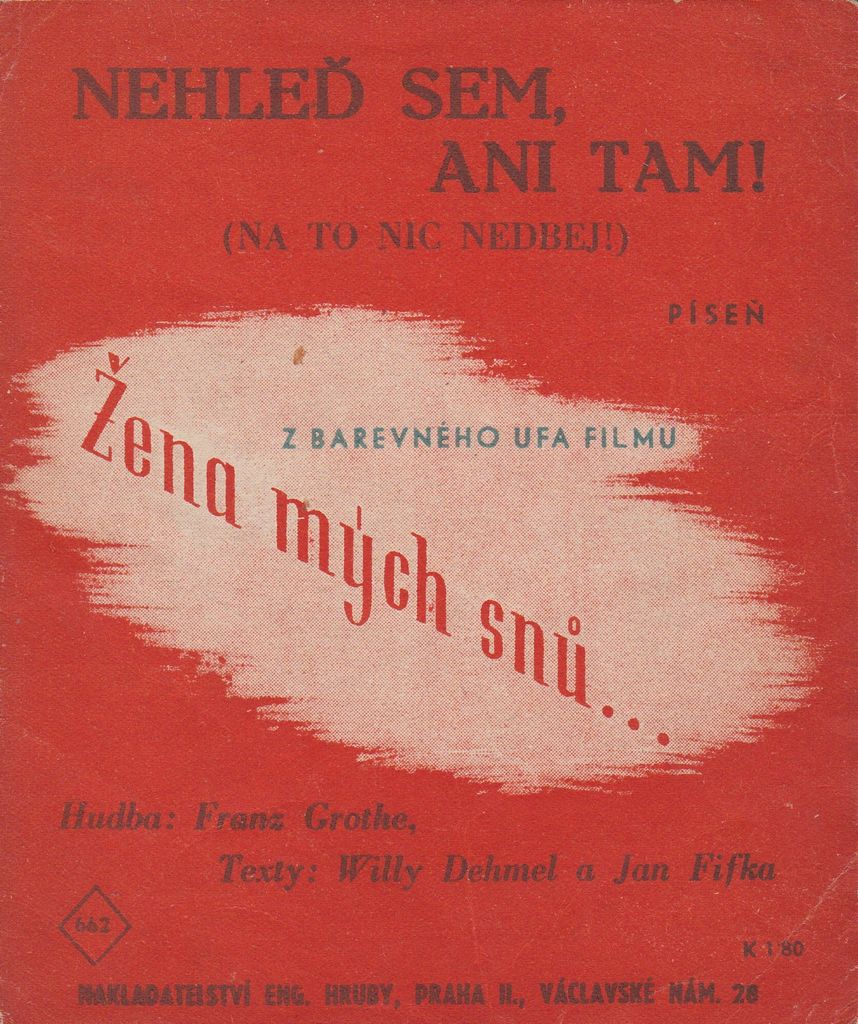 NEHLEĎ SEM,
ANI TAM!
(NA TO NIC NEDBEJ!)
PÍSEŇ
Z BAREVNÉHO UFA FILMU
Žena mých snů...
Hudba: Franz Grothe,
Texty: Willy Dehmel a Jan Fifka
662
K 1·80
NAKLADATELSTVÍ ENG. HRUBY, PRAHA II., VÁCLAVSKÉ NÁM. 28